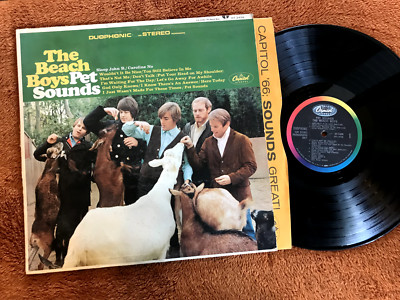 DUOPHONIC
STEREO
The
Beach
Boys Pet
Sounds
Sloop John B./ Caroline No
Wouldn't It Be Nice/You Still Believe In Me
That's Not Me/Don't Talk (Put Your Head on My Shoulder
I'm Waiting For The Day/Let's Go Away For Awhile
God Only Knows/I Know There's An Answer/Here Today
I Just Wasn't Made For These Times/Pet Sounds
Capitol
CAPITOL '66: SOUNDS GREAT!